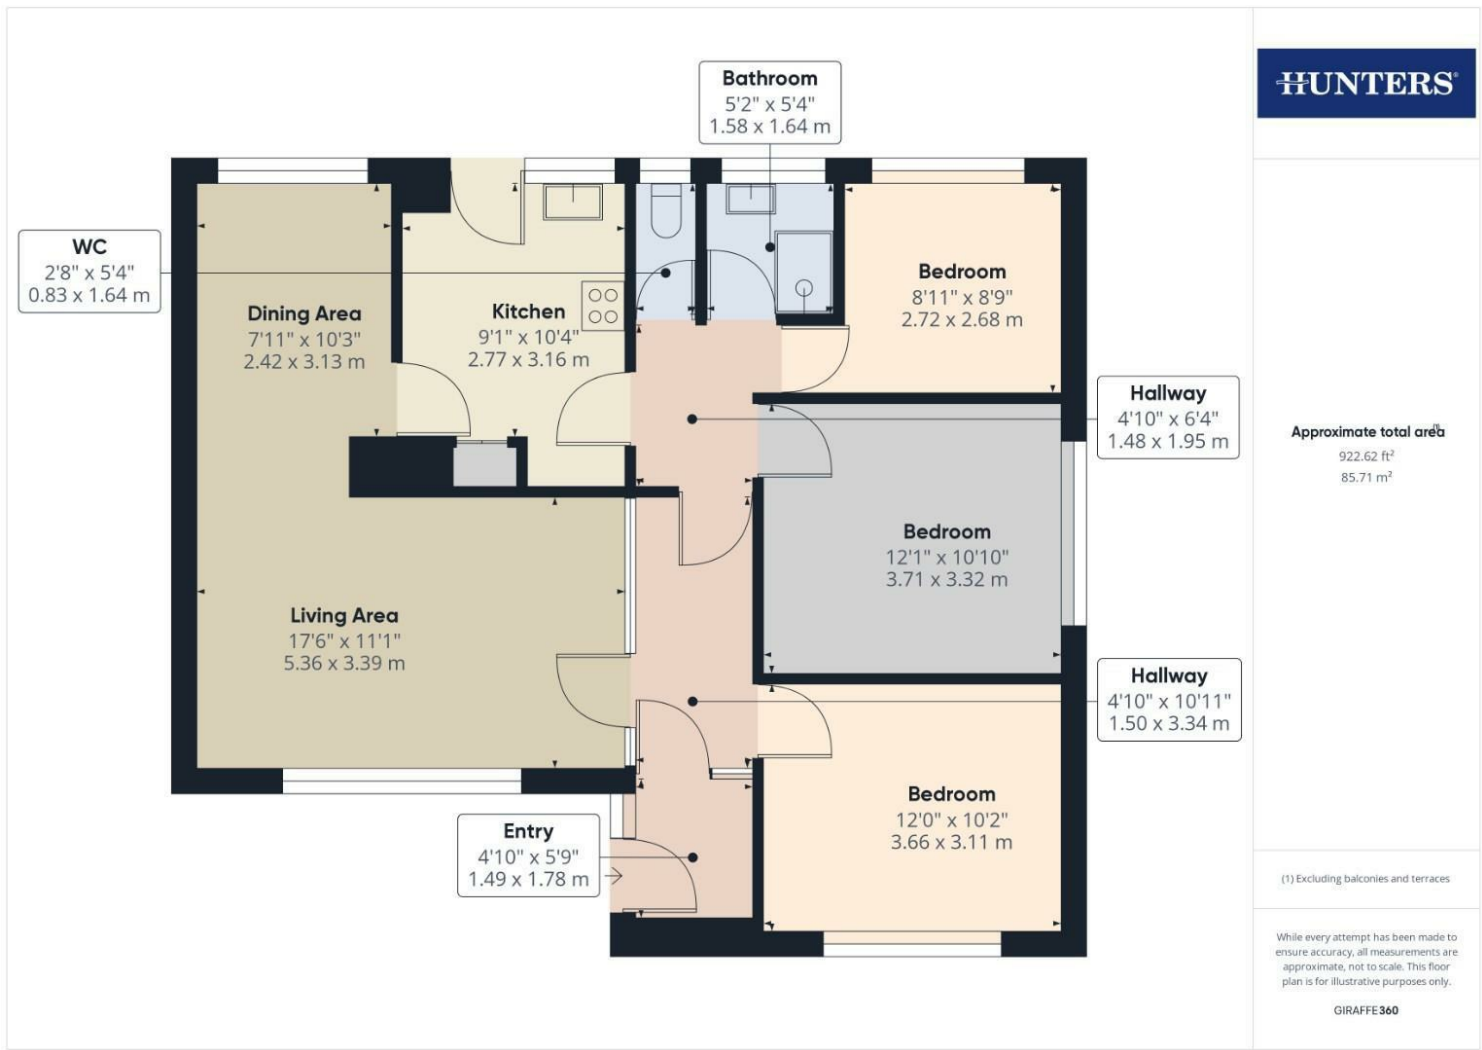 Bathroom
5'2" x 5'4"
1.58 x 1.64 m
HUNTERS®
WC
2'8" x 5'4"
0.83 x 1.64 m
Dining Area
7'11" x 10'3"
2.42 x 3.13 m
Kitchen
9'1" x 10'4"
2.77 x 3.16 m
Bedroom
8'11" x 8'9"
2.72 x 2.68 m
Hallway
4'10" x 6'4"
1.48 x 1.95 m
Bedroom
12'1" x 10'10"
3.71 x 3.32 m
Living Area
17'6" x 11'1"
5.36 x 3.39 m
Hallway
4'10" x 10'11"
1.50 x 3.34 m
Bedroom
12'0" x 10'2"
3.66 x 3.11 m
Entry
4'10" x 5'9"
1.49 x 1.78 m
Approximate total area(1)
922.62 ft²
85.71 m²
(1) Excluding balconies and terraces
While every attempt has been made to
ensure accuracy, all measurements are
approximate, not to scale. This floor
plan is for illustrative purposes only.
GIRAFFE360